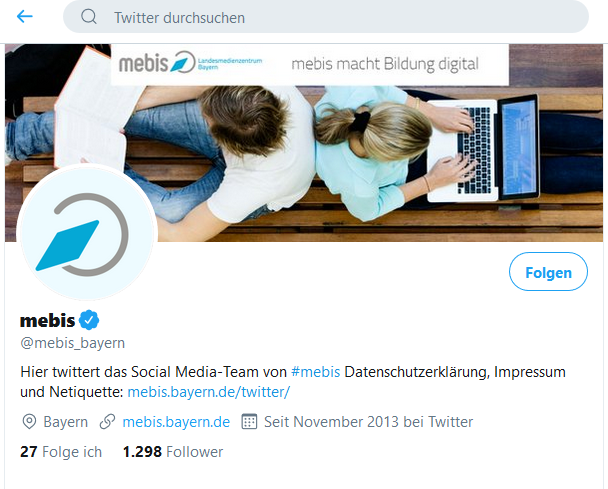 Twitter durchsuchen
mebis Landesmedienzentrum
Bayern
mebis macht Bildung digital
Folgen
mebis
@mebis_bayern
Hier twittert das Social Media-Team von #mebis Datenschutzerklärung, Impressum
und Netiquette: mebis.bayern.de/twitter/
Bayern mebis.bayern.de Seit November 2013 bei Twitter
27 Folge ich 1.298 Follower